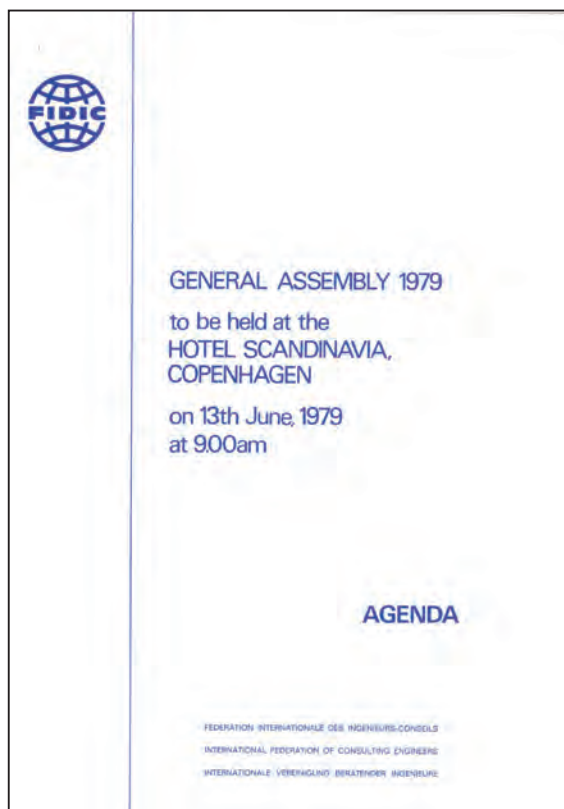 FIDIC
GENERAL ASSEMBLY 1979
to be held at the
HOTEL SCANDINAVIA,
COPENHAGEN
on 13th June, 1979
at 9.00am
AGENDA
FEDERATION INTERNATIONALE DES INGENIEURS-CONSEILS
INTERNATIONAL FEDERATION OF CONSULTING ENGINEERS
INTERNATIONALE VEREINIGUNG BERATENDER INGENIEURE